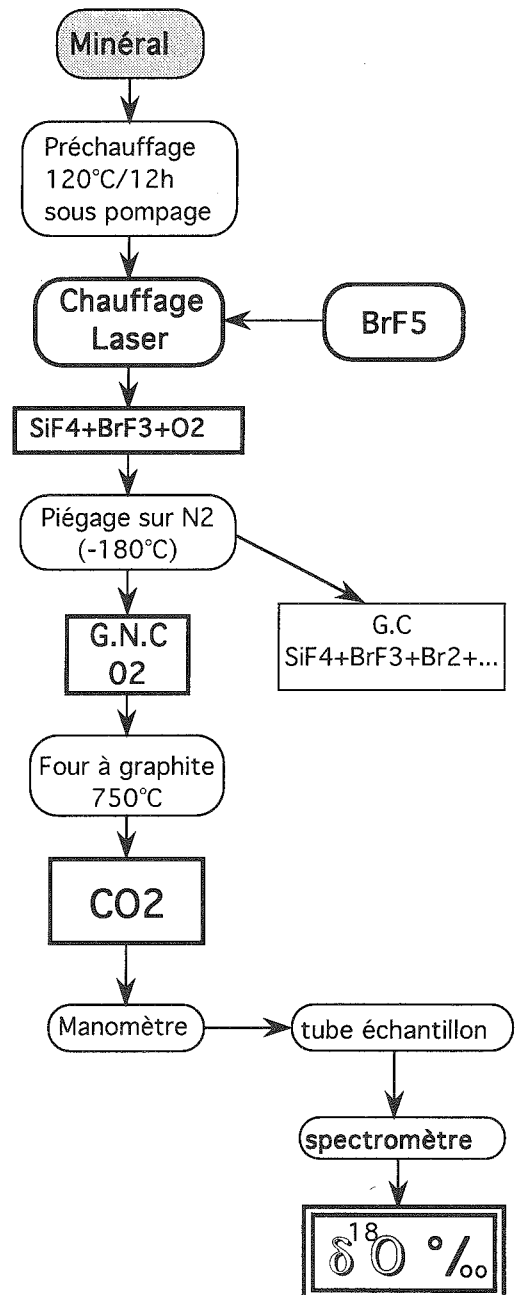 Minéral
Préchauffage
120°C/12h
sous pompage
Chauffage
Laser
BrF5
SiF4+BrF3+O2
Piégage sur N2
(-180°C)
G.N.C
O2
G.C
SiF4+BrF3+Br2+...
Four à graphite
750°C
CO2
Manomètre
tube échantillon
spectromètre
δ18O ‰